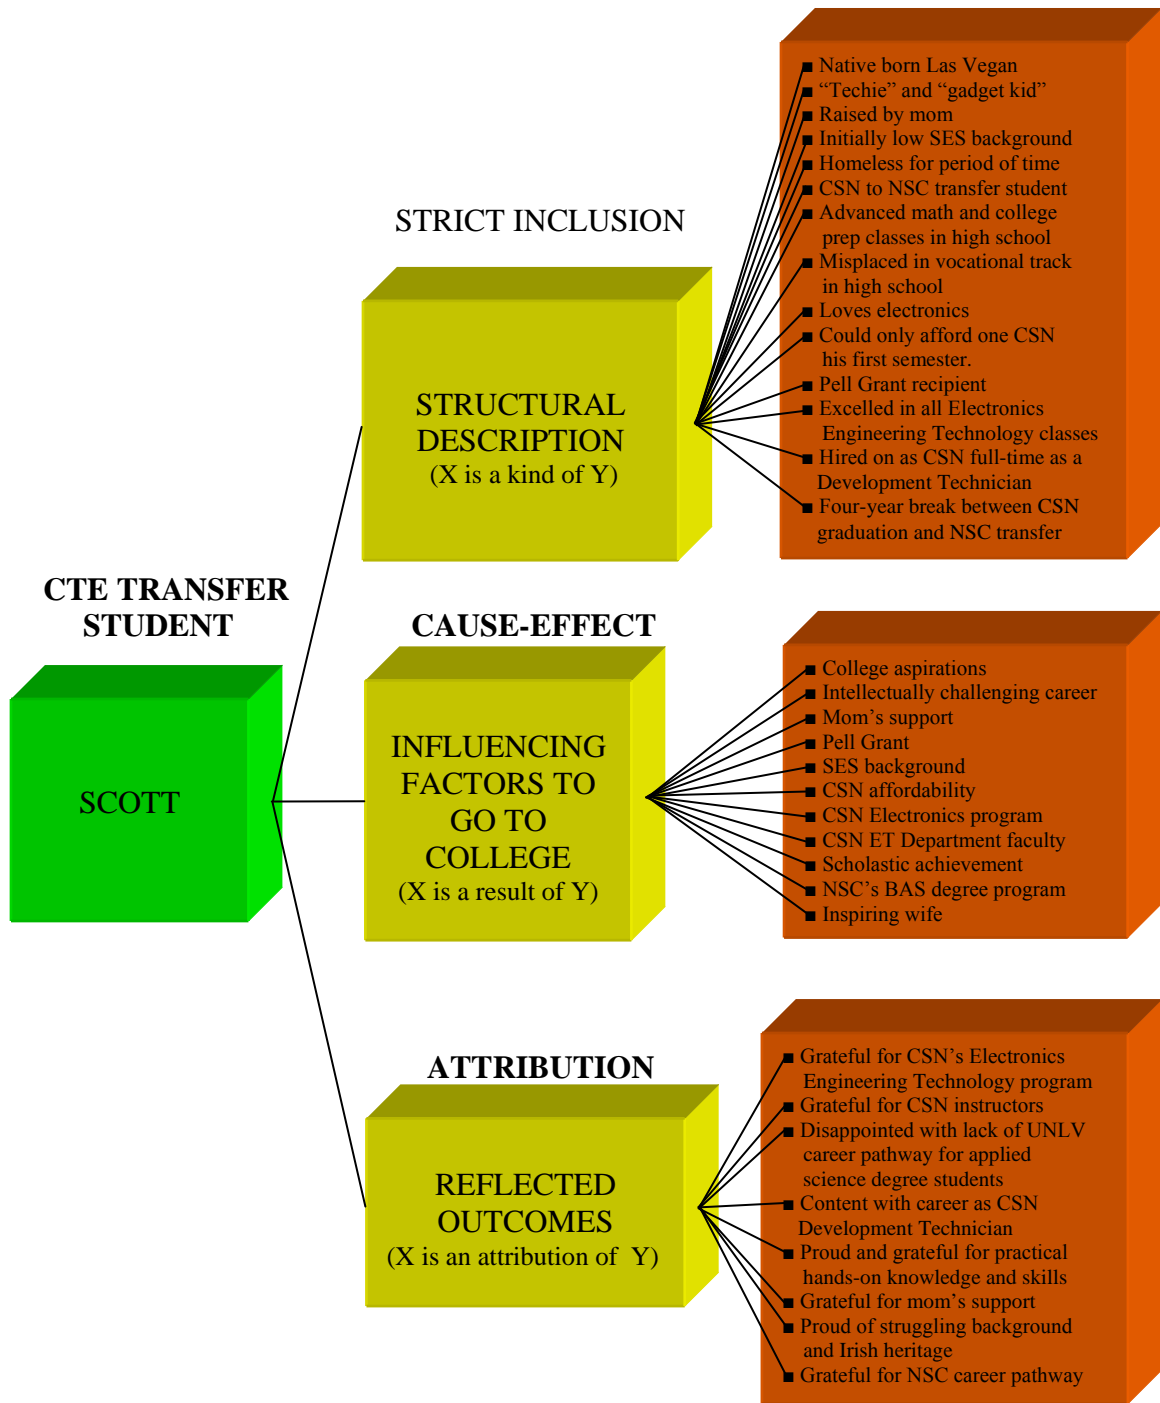 CTE TRANSFER
STUDENT
SCOTT
STRICT INCLUSION
STRUCTURAL
DESCRIPTION
(X is a kind of Y)
■ Native born Las Vegan
■ “Techie” and “gadget kid”
■ Raised by mom
■ Initially low SES background
■ Homeless for period of time
■ CSN to NSC transfer student
■ Advanced math and college
prep classes in high school
■ Misplaced in vocational track
in high school
■ Loves electronics
■ Could only afford one CSN
his first semester.
■ Pell Grant recipient
■ Excelled in all Electronics
Engineering Technology classes
■ Hired on as CSN full-time as a
Development Technician
■ Four-year break between CSN
graduation and NSC transfer
CAUSE-EFFECT
INFLUENCING
FACTORS TO
GO TO
COLLEGE
(X is a result of Y)
■ College aspirations
■ Intellectually challenging career
■ Mom’s support
■ Pell Grant
■ SES background
■ CSN affordability
■ CSN Electronics program
■ CSN ET Department faculty
■ Scholastic achievement
■ NSC’s BAS degree program
■ Inspiring wife
ATTRIBUTION
REFLECTED
OUTCOMES
(X is an attribution of Y)
■ Grateful for CSN’s Electronics
Engineering Technology program
■ Grateful for CSN instructors
■ Disappointed with lack of UNLV
career pathway for applied
science degree students
■ Content with career as CSN
Development Technician
■ Proud and grateful for practical
hands-on knowledge and skills
■ Grateful for mom’s support
■ Proud of struggling background
and Irish heritage
■ Grateful for NSC career pathway